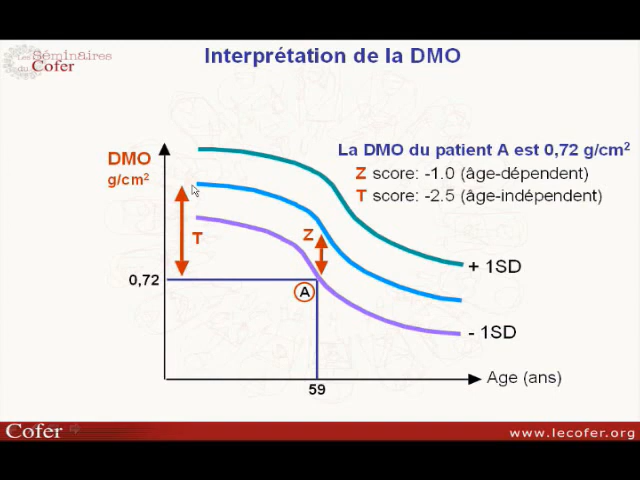 Interprétation de la DMO
Les Séminaires
du Cofer
La DMO du patient A est 0,72 g/cm²
Z score: -1.0 (âge-dépendent)
T score: -2.5 (âge-indépendent)
DMO
g/cm²
T
Z
+ 1SD
0,72
A
- 1SD
Age (ans)
59
Cofer
www.lecofer.org